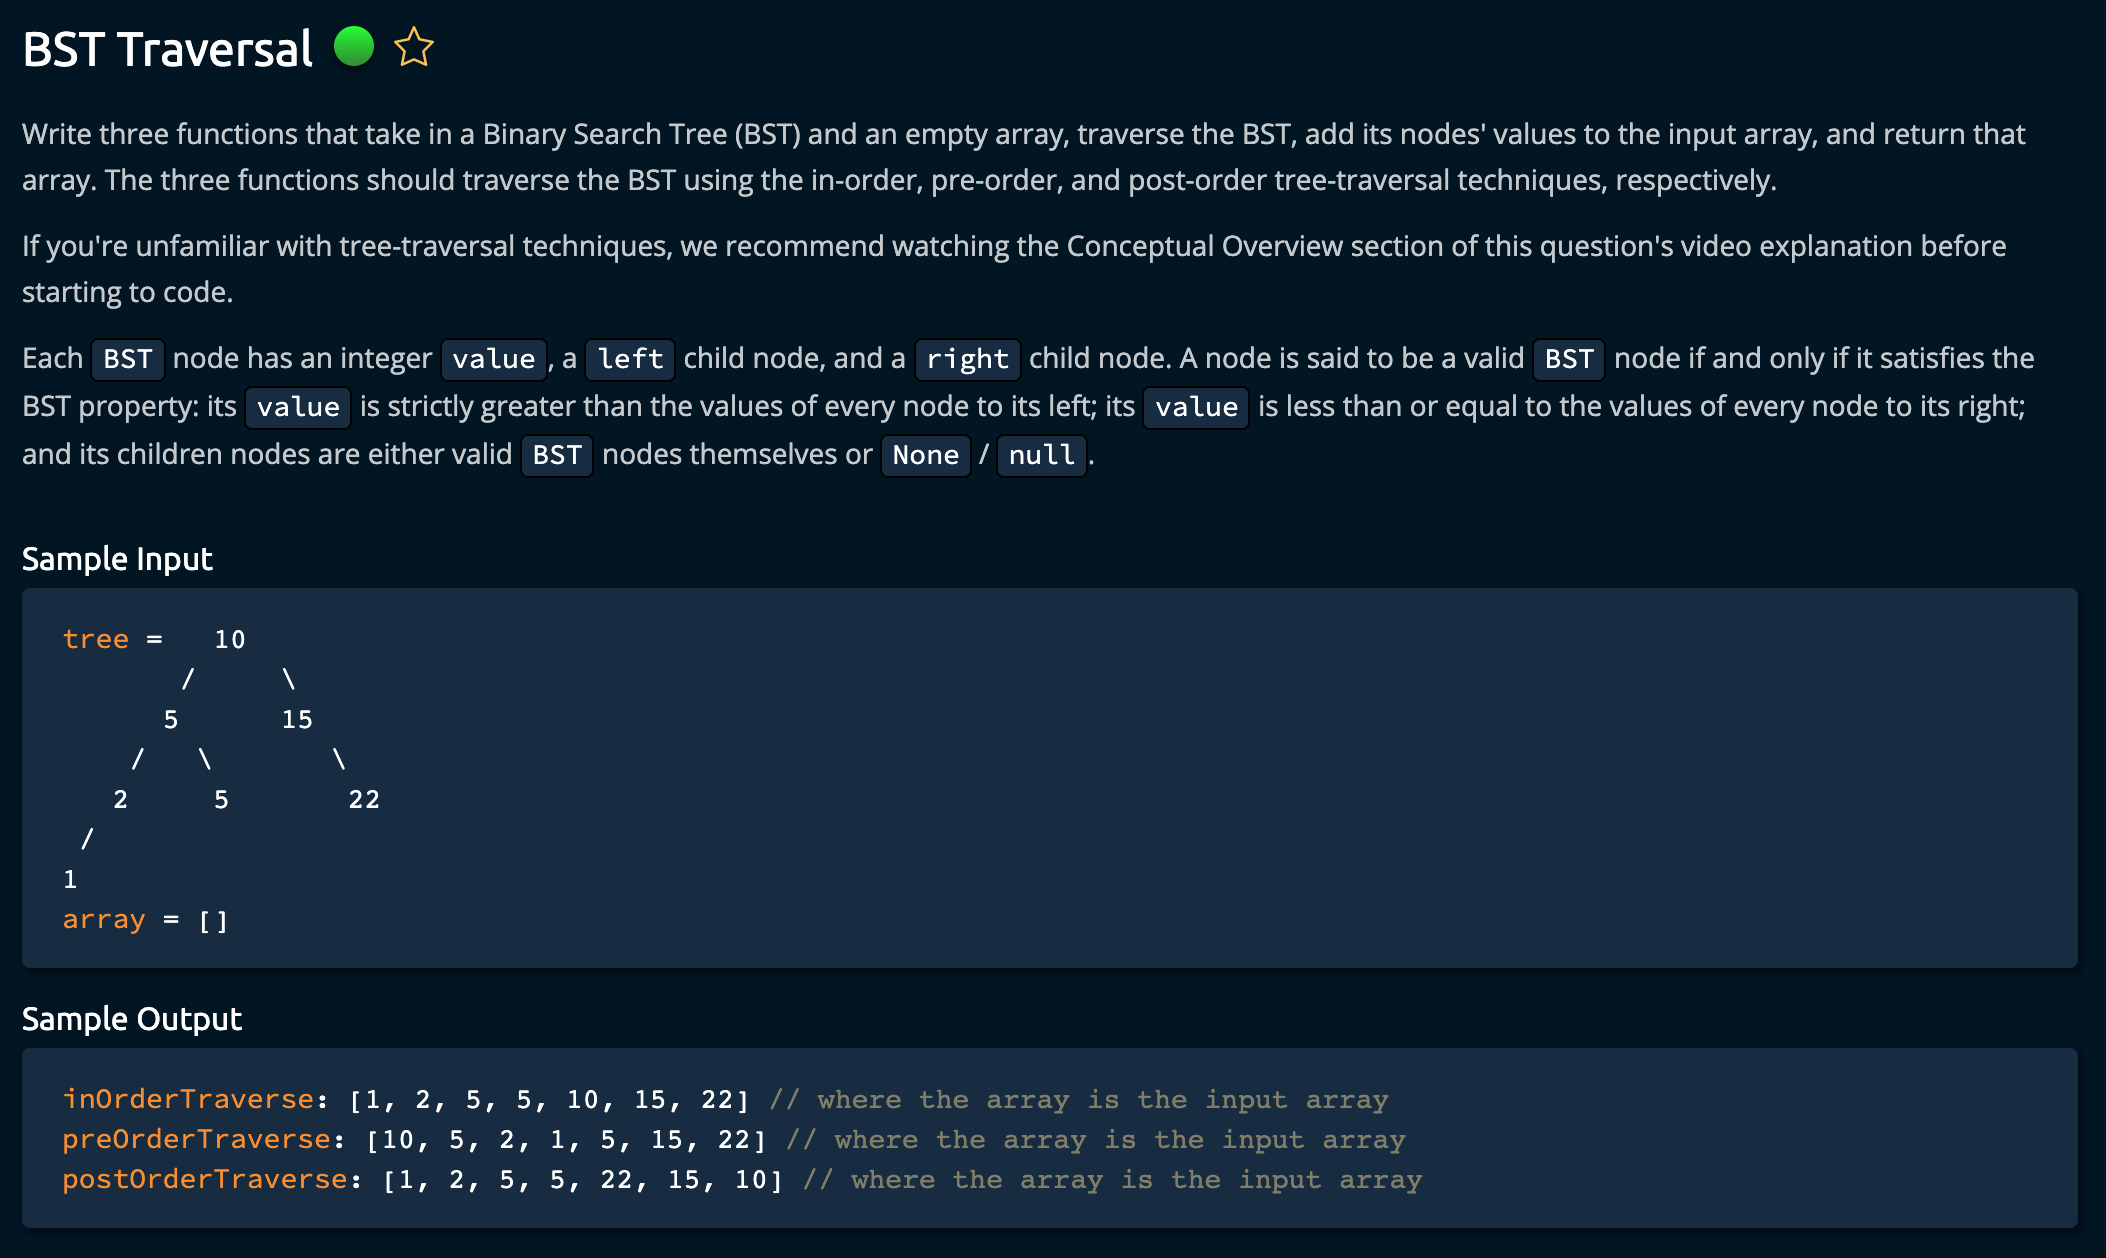 BST Traversal
Write three functions that take in a Binary Search Tree (BST) and an empty array, traverse the BST, add its nodes' values to the input array, and return that
array. The three functions should traverse the BST using the in-order, pre-order, and post-order tree-traversal techniques, respectively.
If you're unfamiliar with tree-traversal techniques, we recommend watching the Conceptual Overview section of this question's video explanation before
starting to code.
Each BST node has an integer value, a left child node, and a right child node. A node is said to be a valid BST node if and only if it satisfies the
BST property: its value is strictly greater than the values of every node to its left; its value is less than or equal to the values of every node to its right;
and its children nodes are either valid BST nodes themselves or None / null.
Sample Input
tree =   10
       /     \
      5      15
    /   \       \
   2     5       22
 /
1
array = []
Sample Output
inOrderTraverse: [1, 2, 5, 5, 10, 15, 22] // where the array is the input array
preOrderTraverse: [10, 5, 2, 1, 5, 15, 22] // where the array is the input array
postOrderTraverse: [1, 2, 5, 5, 22, 15, 10] // where the array is the input array